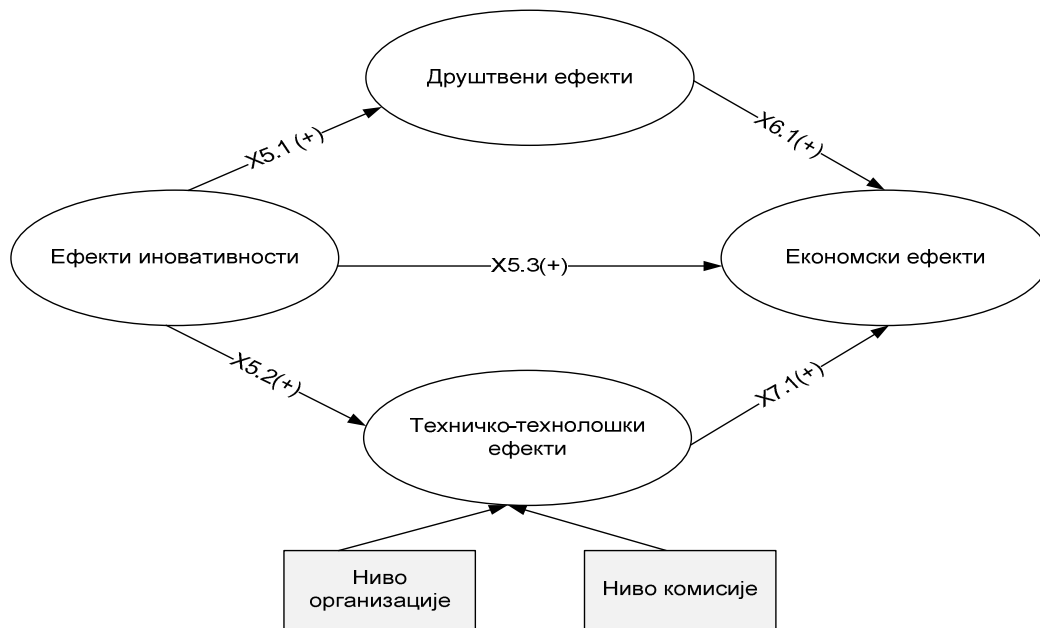 Друштвени ефекти
X5.1 (+)
X6.1(+)
Ефекти иновативности
X5.3(+)
Економски ефекти
X5.2(+)
X7.1(+)
Техничко-технолошки
ефекти
Ниво
организације
Ниво комисије